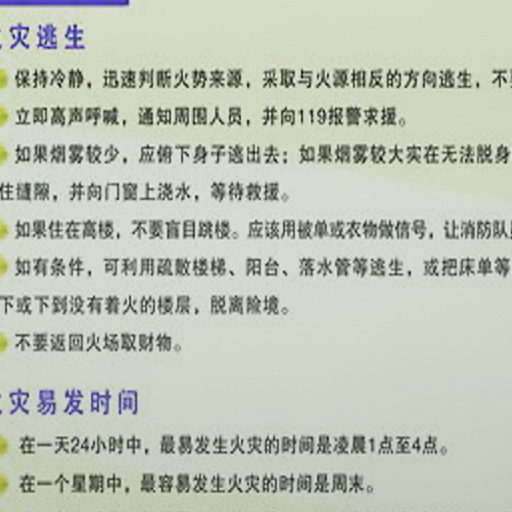 火灾逃生
保持冷静，迅速判断火势来源，采取与火源相反的方向逃生，不
立即高声呼喊，通知周围人员，并向119报警求援。
如果烟雾较少，应俯下身子逃出去；如果烟雾较大实在无法脱身
住缝隙，并向门窗上浇水，等待救援。
如果住在高楼，不要盲目跳楼。应该用被单或衣物做信号，让消防队
如有条件，可利用疏散楼梯、阳台、落水管等逃生，或把床单等
下或下到没有着火的楼层，脱离险境。
不要返回火场取财物。
火灾易发时间
在一天24小时中，最易发生火灾的时间是凌晨1点至4点。
在一个星期中，最容易发生火灾的时间是周末。